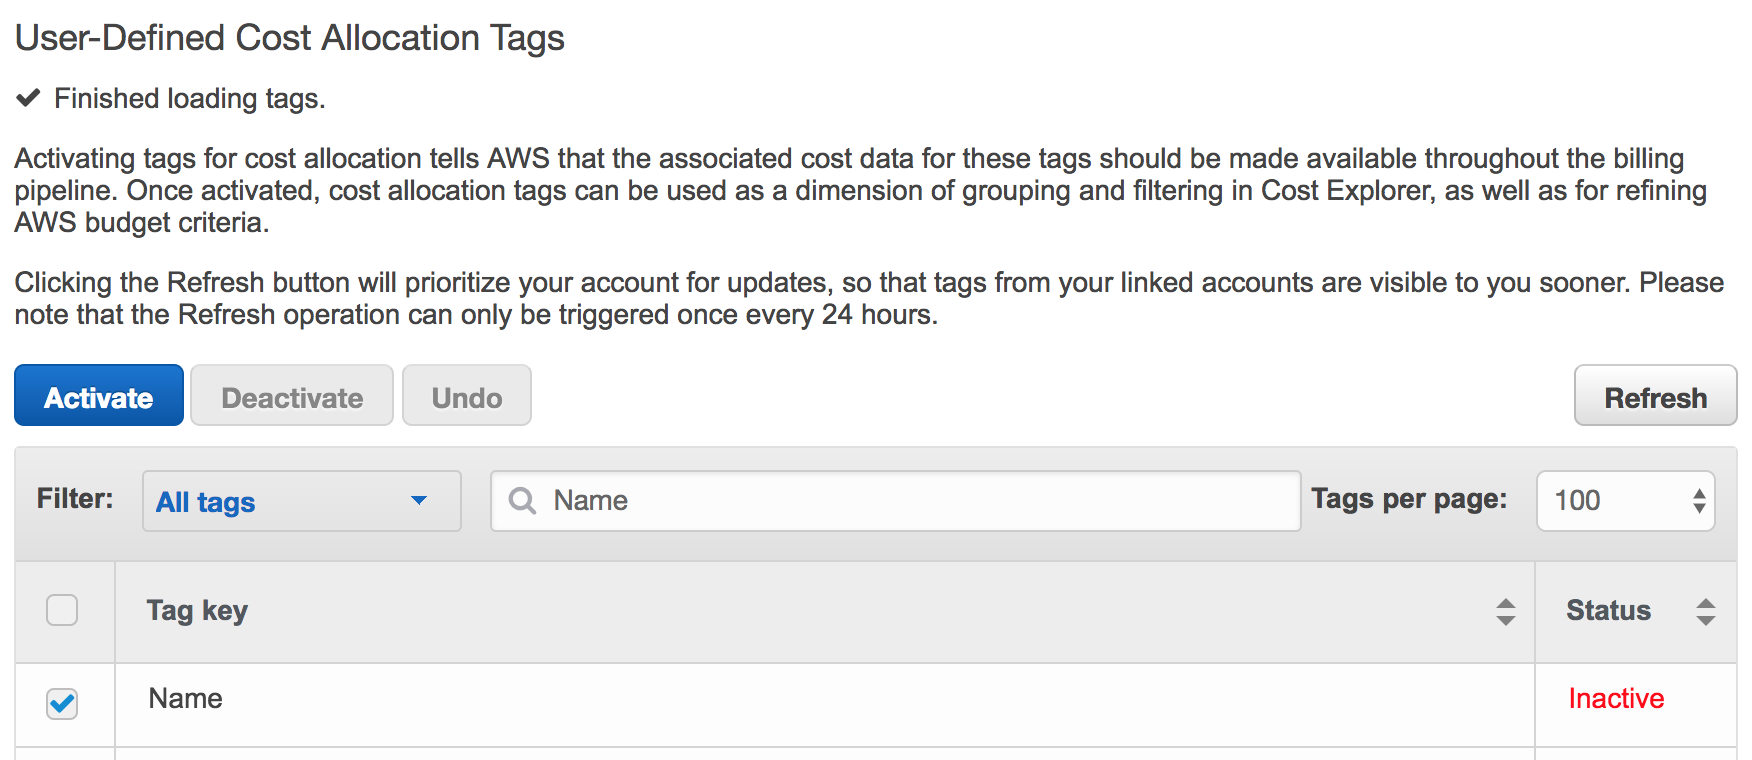 User-Defined Cost Allocation Tags
Finished loading tags.
Activating tags for cost allocation tells AWS that the associated cost data for these tags should be made available throughout the billing
pipeline. Once activated, cost allocation tags can be used as a dimension of grouping and filtering in Cost Explorer, as well as for refining
AWS budget criteria.
Clicking the Refresh button will prioritize your account for updates, so that tags from your linked accounts are visible to you sooner. Please
note that the Refresh operation can only be triggered once every 24 hours.
Activate Deactivate Undo Refresh
Filter: All tags Name Tags per page: 100
Tag key Status
Name Inactive